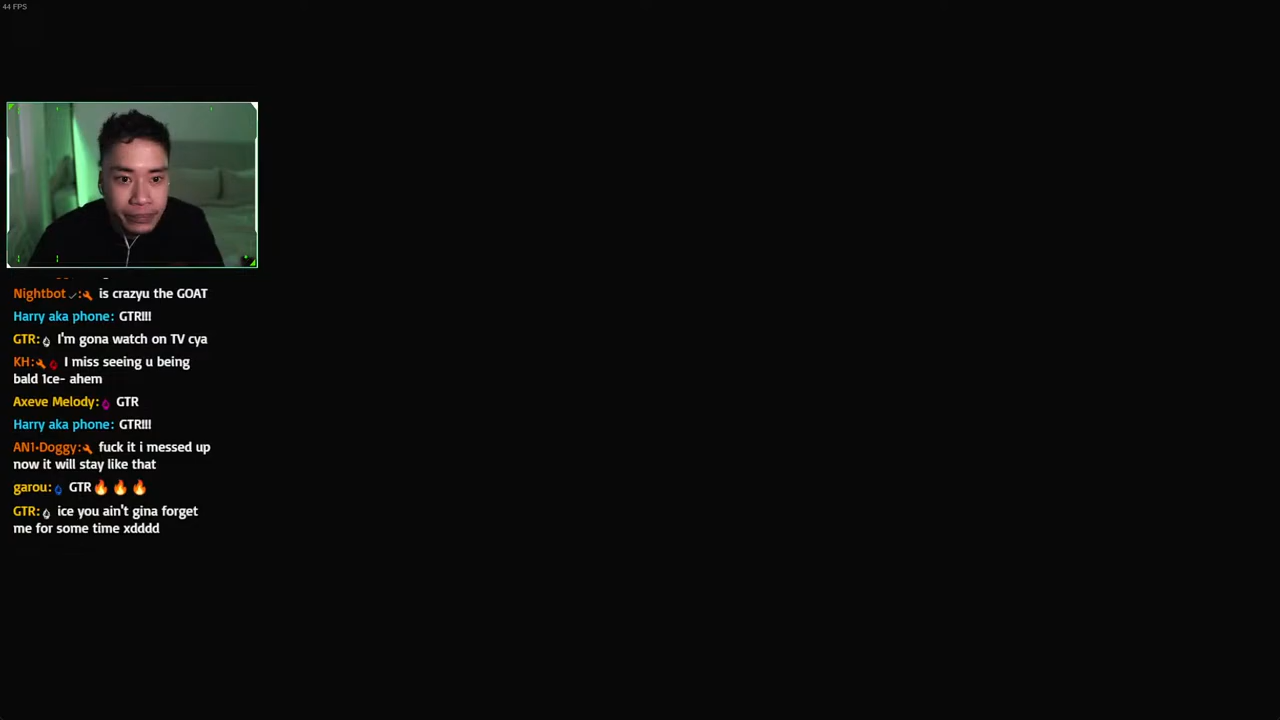 44 FPS
Nightbot: is crazyu the GOAT
Harry aka phone: GTR!!!
GTR: I'm gona watch on TV cya
KH: I miss seeing u being
bald 1ce- ahem
Axeve Melody: GTR
Harry aka phone: GTR!!!
AN1•Doggy: fuck it i messed up
now it will stay like that
garou: GTR🔥🔥🔥
GTR: ice you ain't gina forget
me for some time xdddd